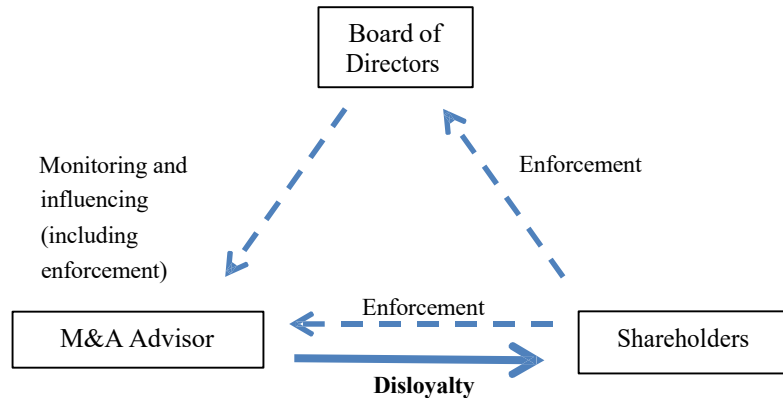 Board of
Directors
Monitoring and
influencing
(including
enforcement)
Enforcement
Enforcement
M&A Advisor
Shareholders
Disloyalty